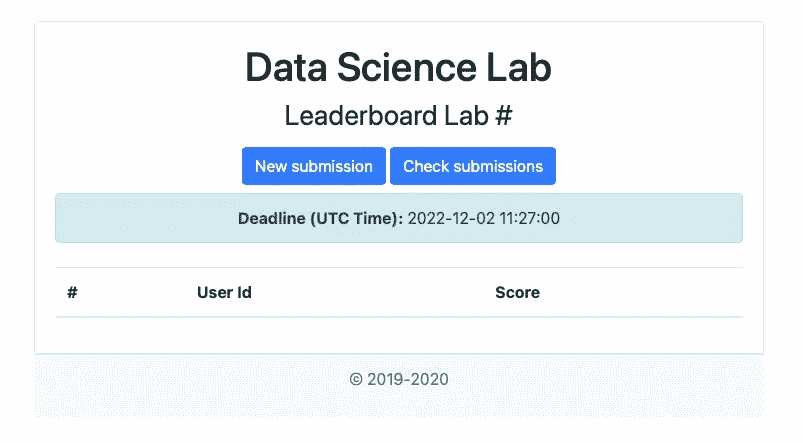 Data Science Lab
Leaderboard Lab #
New submission Check submissions
Deadline (UTC Time): 2022-12-02 11:27:00
# User Id Score
© 2019-2020